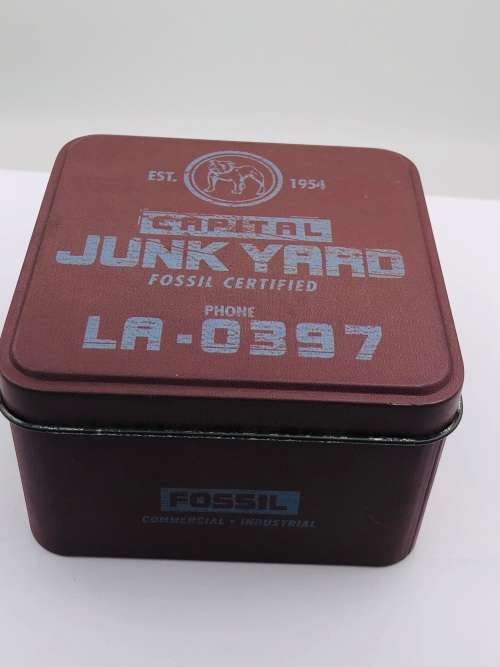 EST. 1954
CAPITAL
JUNK YARD
FOSSIL CERTIFIED
PHONE
LA-0397
FOSSIL
COMMERCIAL • INDUSTRIAL